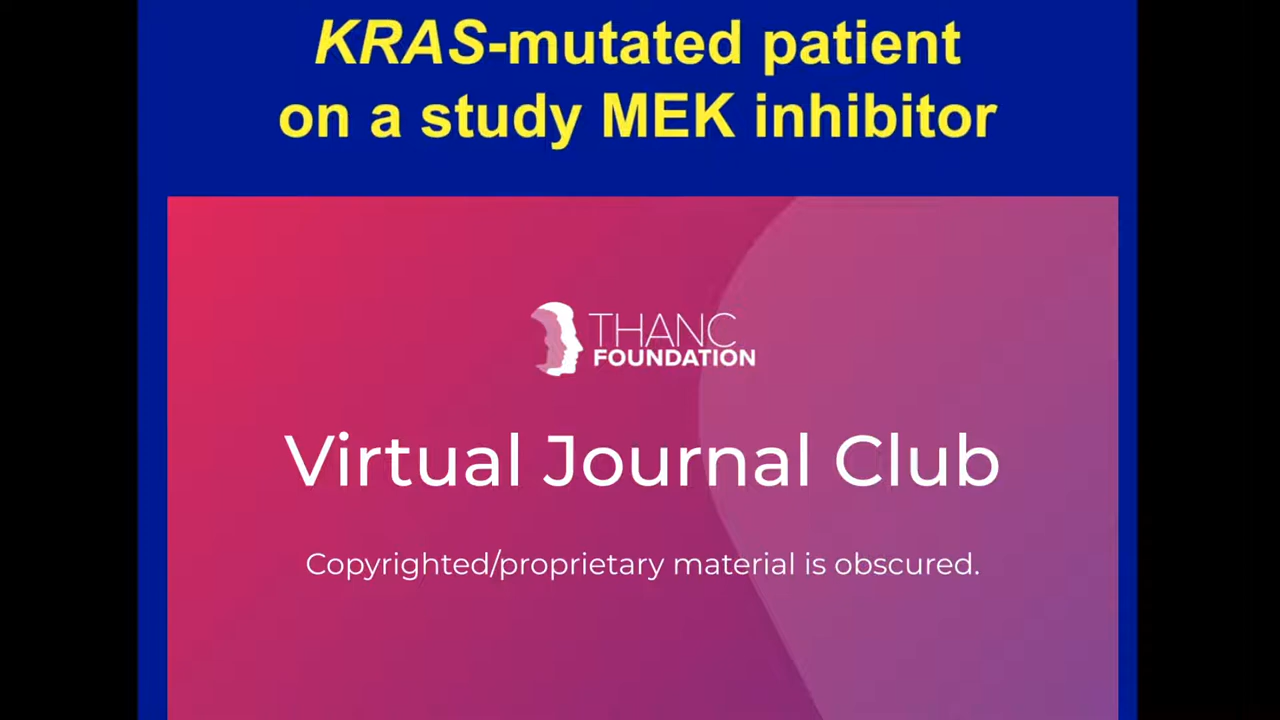 KRAS-mutated patient
on a study MEK inhibitor
THANC
FOUNDATION
Virtual Journal Club
Copyrighted/proprietary material is obscured.